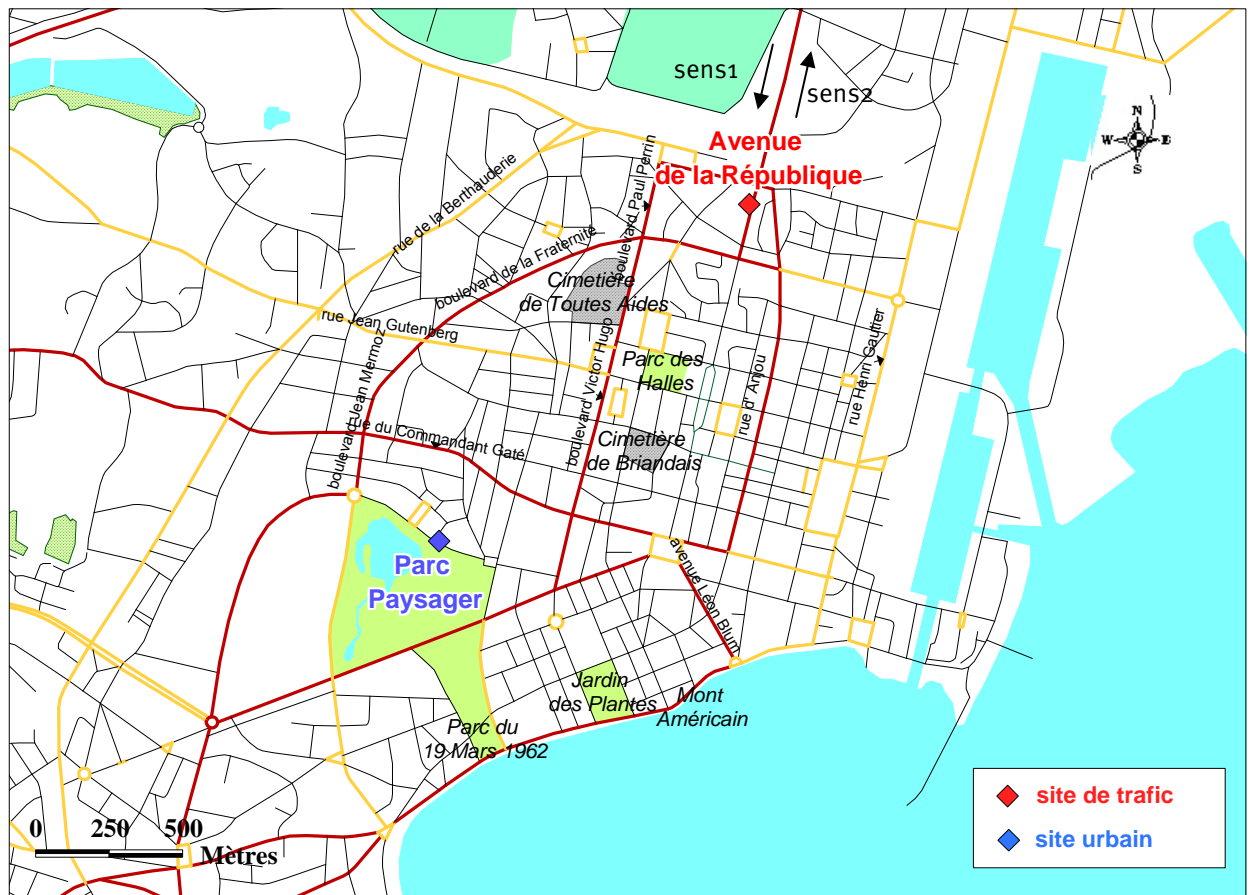 sens1
sens2
N
W
E
S
Avenue
de la République
boulevard Paul Perrin
rue de la Berthauderie
boulevard de la Fraternité
Cimetière
de Toutes Aides
rue Jean Gutenberg
boulevard Jean Mermoz
boulevard Victor Hugo
Parc des
Halles
rue d' Anjou
rue Henri Gautier
rue du Commandant Gaté
Cimetière
de Briandais
Parc
Paysager
avenue Léon Blum
Jardin
des Plantes
Mont
Américain
Parc du
19 Mars 1962
0 250 500
Mètres
site de trafic
site urbain